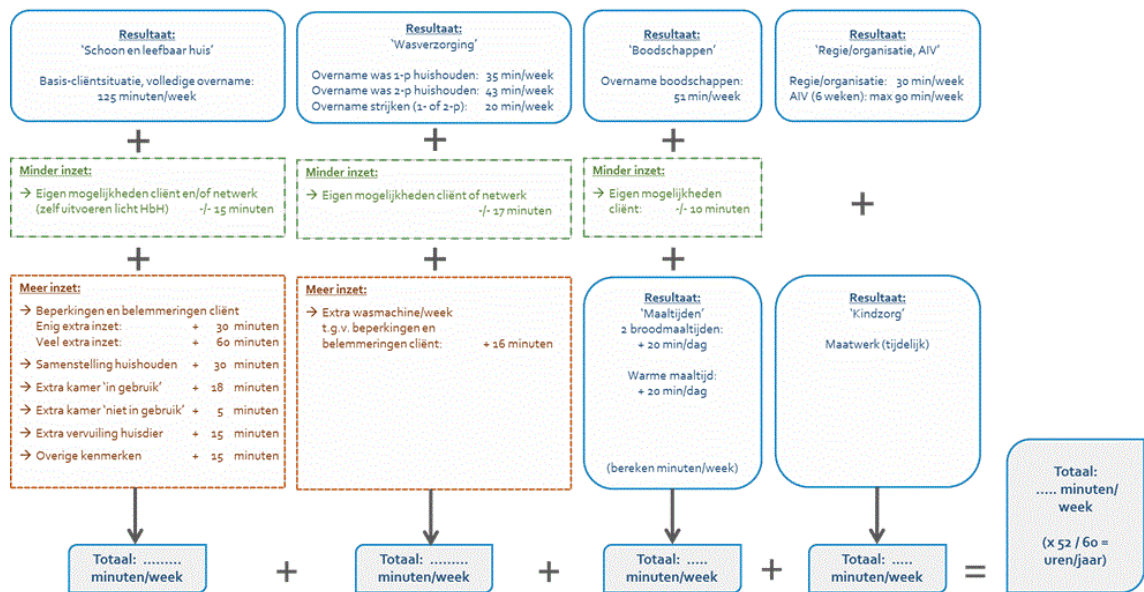 Resultaat:
‘Schoon en leefbaar huis’
Basis-cliëntsituatie, volledige overname:
125 minuten/week
Resultaat:
‘Wasverzorging’
Overname was 1-p huishouden: 35 min/week
Overname was 2-p huishouden: 43 min/week
Overname strijken (1- of 2-p): 20 min/week
Resultaat:
‘Boodschappen’
Overname boodschappen:
51 min/week
Resultaat:
‘Regie/organisatie, AIV’
Regie/organisatie: 30 min/week
AIV (6 weken): max 90 min/week
+ + +
Minder inzet:
→ Eigen mogelijkheden cliënt en/of netwerk
(zelf uitvoeren licht HbH) -/- 15 minuten
Minder inzet:
→ Eigen mogelijkheden cliënt of netwerk
-/- 17 minuten
Minder inzet:
→ Eigen mogelijkheden
cliënt: -/- 10 minuten
+
+ + +
Meer inzet:
→ Beperkingen en belemmeringen cliënt
Enig extra inzet: + 30 minuten
Veel extra inzet: + 60 minuten
→ Samenstelling huishouden + 30 minuten
→ Extra kamer ‘in gebruik’ + 18 minuten
→ Extra kamer ‘niet in gebruik’ + 5 minuten
→ Extra vervuiling huisdier + 15 minuten
→ Overige kenmerken + 15 minuten
Meer inzet:
→ Extra wasmachine/week
t.g.v. beperkingen en
belemmeringen cliënt: + 16 minuten
Resultaat:
‘Maaltijden’
2 broodmaaltijden:
+ 20 min/dag
Warme maaltijd:
+ 20 min/dag
(bereken minuten/week)
Resultaat:
‘Kindzorg’
Maatwerk (tijdelijk)
Totaal: .........
minuten/week
+
Totaal: .........
minuten/week
+
Totaal: .....
minuten/week
+
Totaal: .....
minuten/week
=
Totaal:
..... minuten/
week
(x 52 / 60 =
uren/jaar)